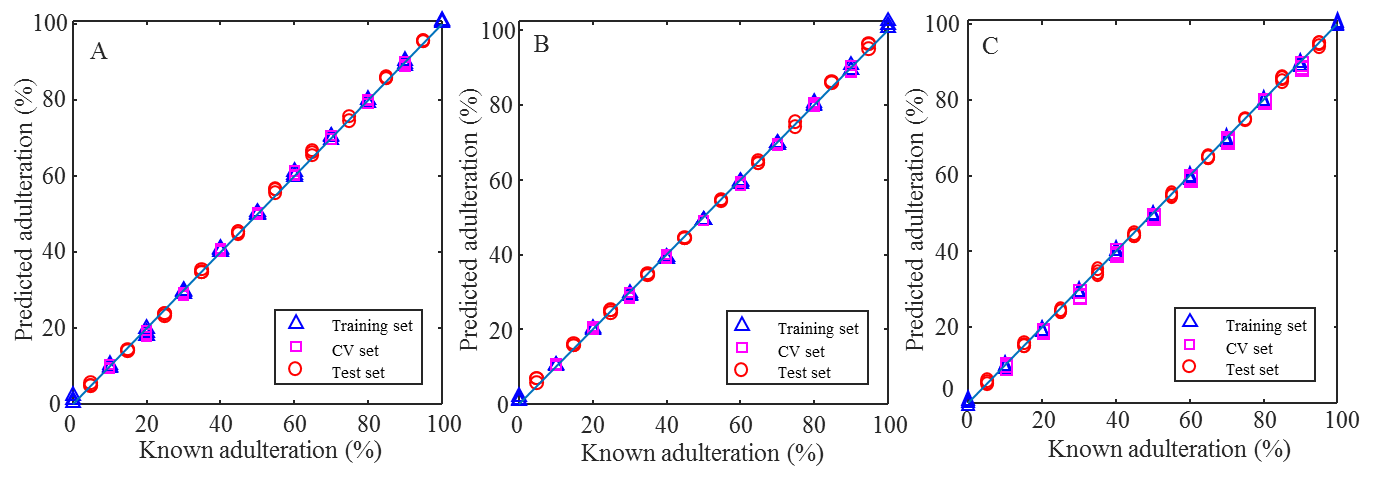 A
Predicted adulteration (%)
100
80
60
40
20
0
0 20 40 60 80 100
Known adulteration (%)
Training set
CV set
Test set
B
Predicted adulteration (%)
100
80
60
40
20
0
0 20 40 60 80 100
Known adulteration (%)
Training set
CV set
Test set
C
Predicted adulteration (%)
100
80
60
40
20
0
0 20 40 60 80 100
Known adulteration (%)
Training set
CV set
Test set